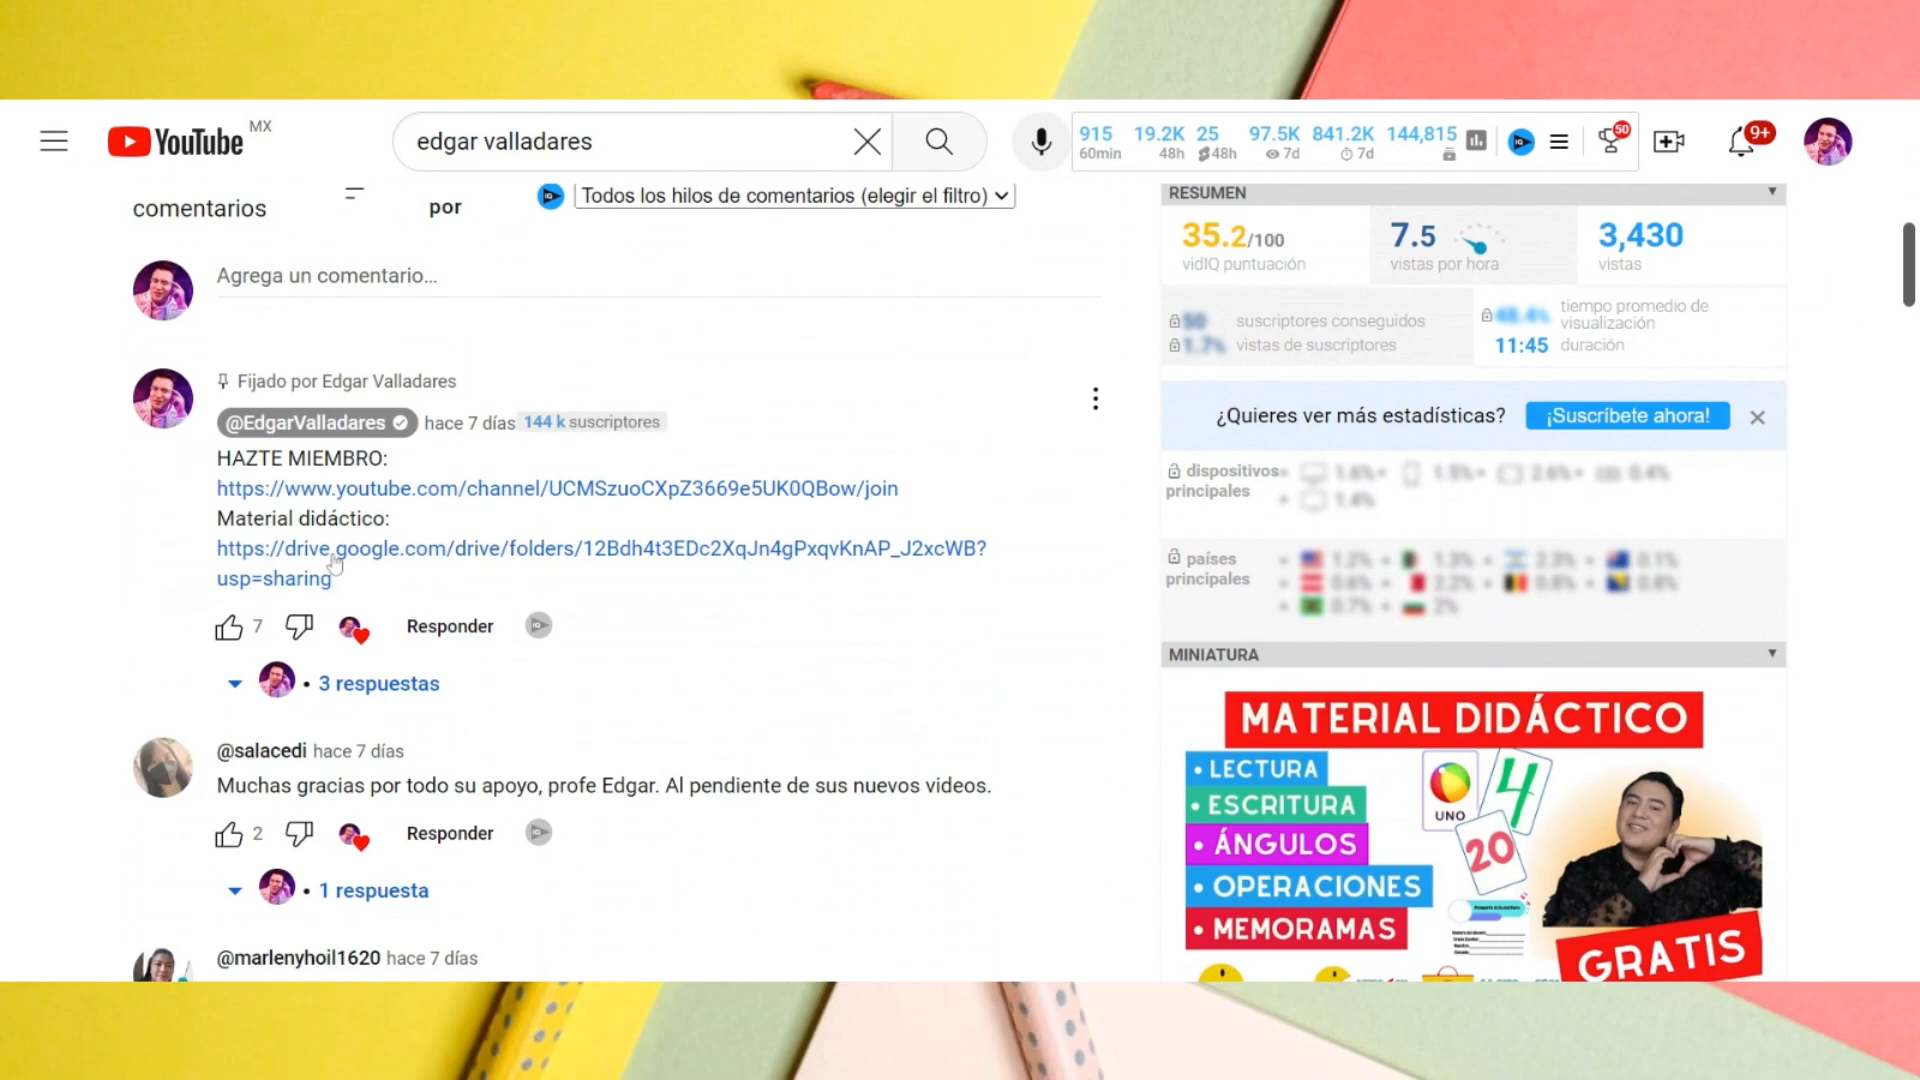 YouTube MX
edgar valladares
915 19.2K 25 97.5K 841.2K 144,815
60min 48h 48h 7d 7d
50
9+
comentarios
por
Todos los hilos de comentarios (elegir el filtro)
Agrega un comentario...
Fijado por Edgar Valladares
@EdgarValladares hace 7 días 144 k suscriptores
HAZTE MIEMBRO:
https://www.youtube.com/channel/UCMSzuoCXpZ3669e5UK0QBow/join
Material didáctico:
https://drive.google.com/drive/folders/12Bdh4t3EDc2XqJn4gPxqvKnAP_J2xcWB?
usp=sharing
7 Responder
• 3 respuestas
@salacedi hace 7 días
Muchas gracias por todo su apoyo, profe Edgar. Al pendiente de sus nuevos videos.
2 Responder
• 1 respuesta
@marlenyhoil1620 hace 7 días
RESUMEN
35.2/100 7.5 3,430
vidIQ puntuación vistas por hora vistas
suscriptores conseguidos
vistas de suscriptores
tiempo promedio de
visualización
11:45 duración
¿Quieres ver más estadísticas? ¡Suscríbete ahora!
dispositivos
principales
países
principales
MINIATURA
MATERIAL DIDÁCTICO
• LECTURA
• ESCRITURA
• ÁNGULOS
• OPERACIONES
• MEMORAMAS
UNO
4
20
GRATIS